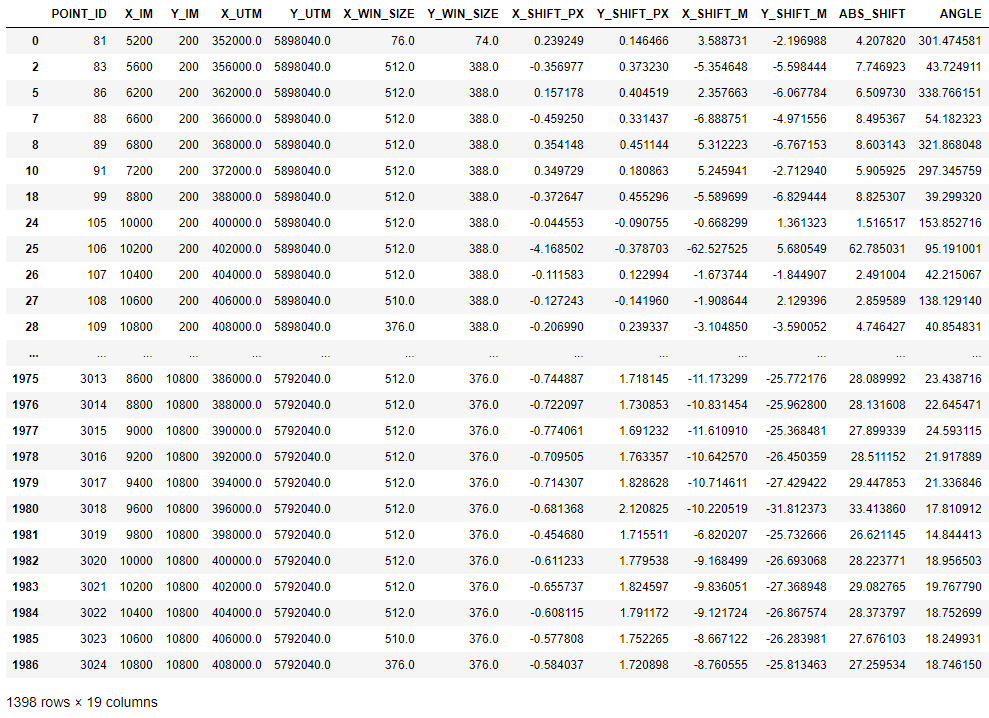 POINT_ID X_IM Y_IM X_UTM Y_UTM X_WIN_SIZE Y_WIN_SIZE X_SHIFT_PX Y_SHIFT_PX X_SHIFT_M Y_SHIFT_M ABS_SHIFT ANGLE
0 81 5200 200 352000.0 5898040.0 76.0 74.0 0.239249 0.146466 3.588731 -2.196988 4.207820 301.474581
2 83 5600 200 356000.0 5898040.0 512.0 388.0 -0.356977 0.373230 -5.354648 -5.598444 7.746923 43.724911
5 86 6200 200 362000.0 5898040.0 512.0 388.0 0.157178 0.404519 2.357663 -6.067784 6.509730 338.766151
7 88 6600 200 366000.0 5898040.0 512.0 388.0 -0.459250 0.331437 -6.888751 -4.971556 8.495367 54.182323
8 89 6800 200 368000.0 5898040.0 512.0 388.0 0.354148 0.451144 5.312223 -6.767153 8.603143 321.868048
10 91 7200 200 372000.0 5898040.0 512.0 388.0 0.349729 0.180863 5.245941 -2.712940 5.905925 297.345759
18 99 8800 200 388000.0 5898040.0 512.0 388.0 -0.372647 0.455296 -5.589699 -6.829444 8.825307 39.299320
24 105 10000 200 400000.0 5898040.0 512.0 388.0 -0.044553 -0.090755 -0.668299 1.361323 1.516517 153.852716
25 106 10200 200 402000.0 5898040.0 512.0 388.0 -4.168502 -0.378703 -62.527525 5.680549 62.785031 95.191001
26 107 10400 200 404000.0 5898040.0 512.0 388.0 -0.111583 0.122994 -1.673744 -1.844907 2.491004 42.215067
27 108 10600 200 406000.0 5898040.0 510.0 388.0 -0.127243 -0.141960 -1.908644 2.129396 2.859589 138.129140
28 109 10800 200 408000.0 5898040.0 376.0 388.0 -0.206990 0.239337 -3.104850 -3.590052 4.746427 40.854831
... ... ... ... ... ... ... ... ... ... ... ... ... ...
1975 3013 8600 10800 386000.0 5792040.0 512.0 376.0 -0.744887 1.718145 -11.173299 -25.772176 28.089992 23.438716
1976 3014 8800 10800 388000.0 5792040.0 512.0 376.0 -0.722097 1.730853 -10.831454 -25.962800 28.131608 22.645471
1977 3015 9000 10800 390000.0 5792040.0 512.0 376.0 -0.774061 1.691232 -11.610910 -25.368481 27.899339 24.593115
1978 3016 9200 10800 392000.0 5792040.0 512.0 376.0 -0.709505 1.763357 -10.642570 -26.450359 28.511152 21.917889
1979 3017 9400 10800 394000.0 5792040.0 512.0 376.0 -0.714307 1.828628 -10.714611 -27.429422 29.447853 21.336846
1980 3018 9600 10800 396000.0 5792040.0 512.0 376.0 -0.681368 2.120825 -10.220519 -31.812373 33.413860 17.810912
1981 3019 9800 10800 398000.0 5792040.0 512.0 376.0 -0.454680 1.715511 -6.820207 -25.732666 26.621145 14.844413
1982 3020 10000 10800 400000.0 5792040.0 512.0 376.0 -0.611233 1.779538 -9.168499 -26.693068 28.223771 18.956503
1983 3021 10200 10800 402000.0 5792040.0 512.0 376.0 -0.655737 1.824597 -9.836051 -27.368948 29.082765 19.767790
1984 3022 10400 10800 404000.0 5792040.0 512.0 376.0 -0.608115 1.791172 -9.121724 -26.867574 28.373797 18.752699
1985 3023 10600 10800 406000.0 5792040.0 510.0 376.0 -0.577808 1.752265 -8.667122 -26.283981 27.676103 18.249931
1986 3024 10800 10800 408000.0 5792040.0 376.0 376.0 -0.584037 1.720898 -8.760555 -25.813463 27.259534 18.746150
1398 rows × 19 columns